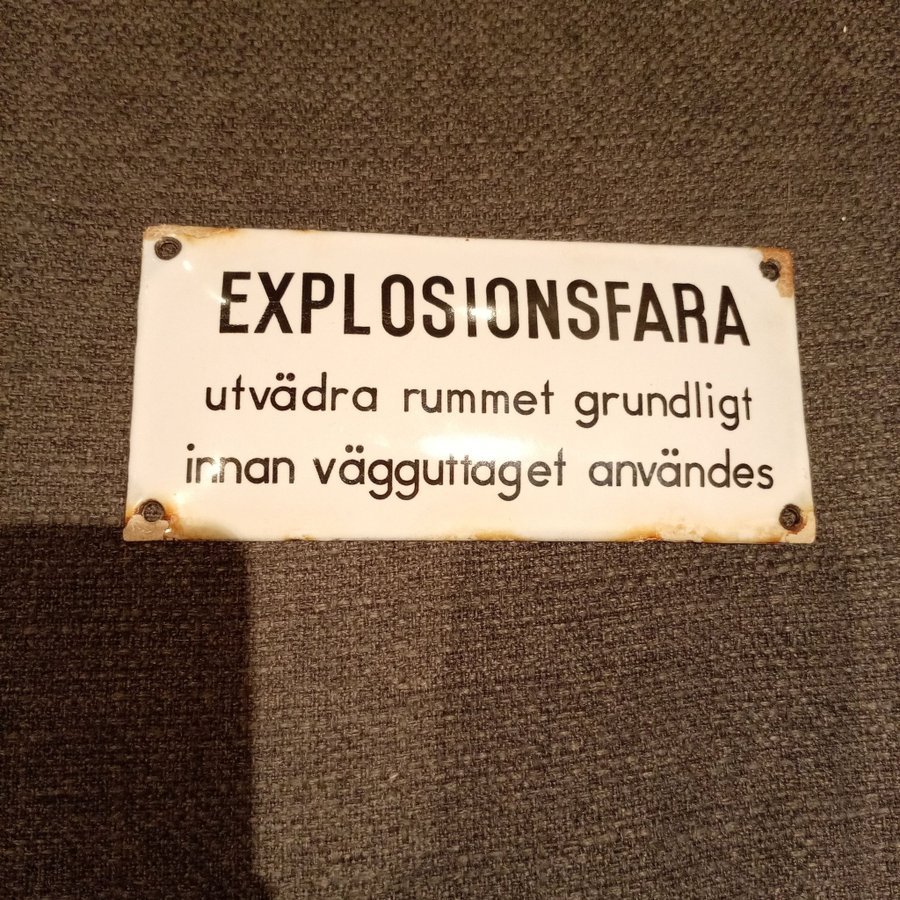 EXPLOSIONSFARA
utvädra rummet grundligt
innan vägguttaget användes